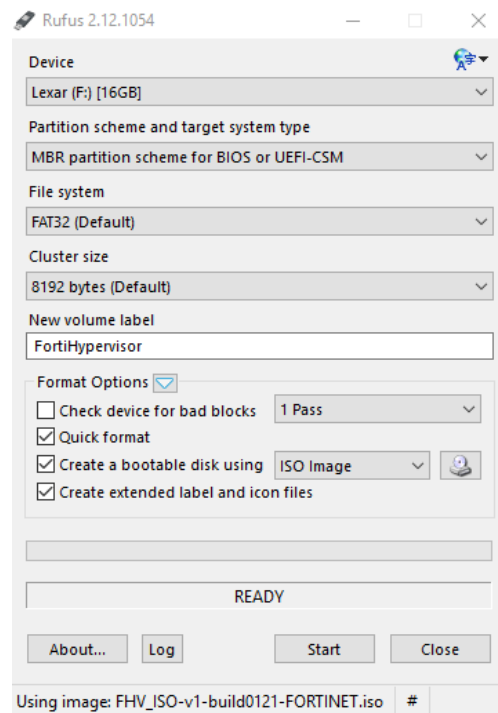 Rufus 2.12.1054
Device
Lexar (F:) [16GB]
Partition scheme and target system type
MBR partition scheme for BIOS or UEFI-CSM
File system
FAT32 (Default)
Cluster size
8192 bytes (Default)
New volume label
FortiHypervisor
Format Options
Check device for bad blocks 1 Pass
Quick format
Create a bootable disk using ISO Image
Create extended label and icon files
READY
About... Log Start Close
Using image: FHV_ISO-v1-build0121-FORTINET.iso #